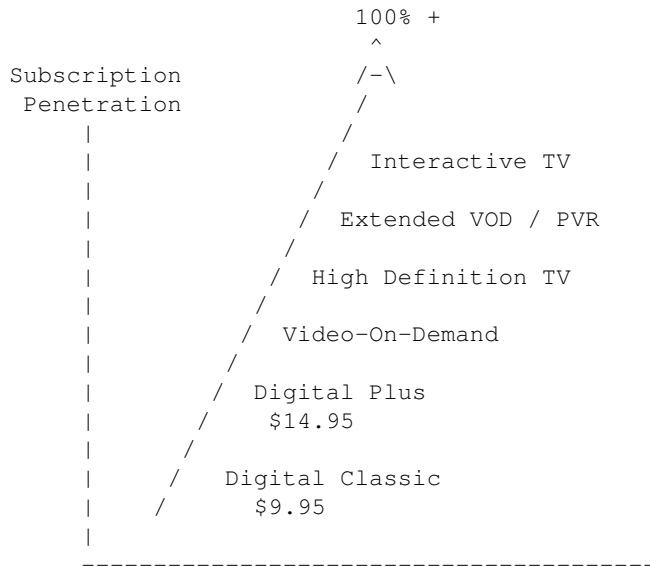 100% +
^
Subscription /-\
Penetration /
| /
| / Interactive TV
| /
| / Extended VOD / PVR
| /
| / High Definition TV
| /
| / Video-On-Demand
| /
| / Digital Plus
| / $14.95
| /
| / Digital Classic
| / $9.95
|
----------------------------------------